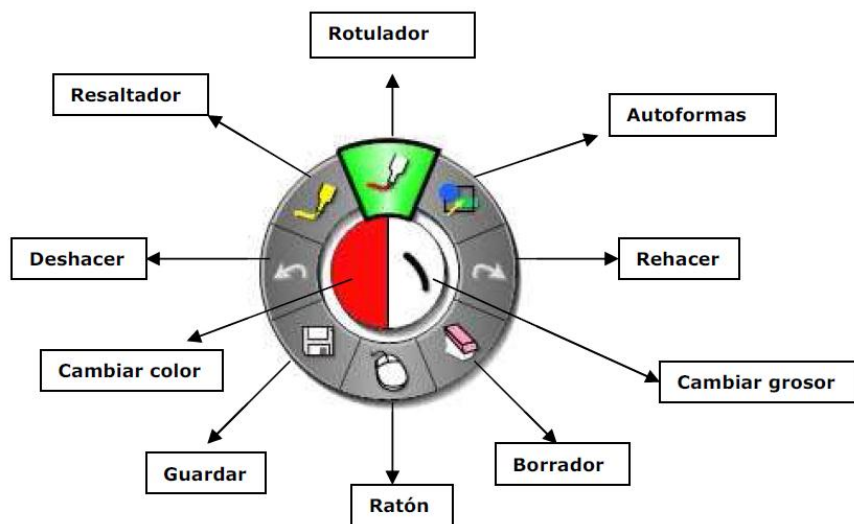 Rotulador
Resaltador
Autoformas
Deshacer
Rehacer
Cambiar color
Cambiar grosor
Guardar
Borrador
Ratón